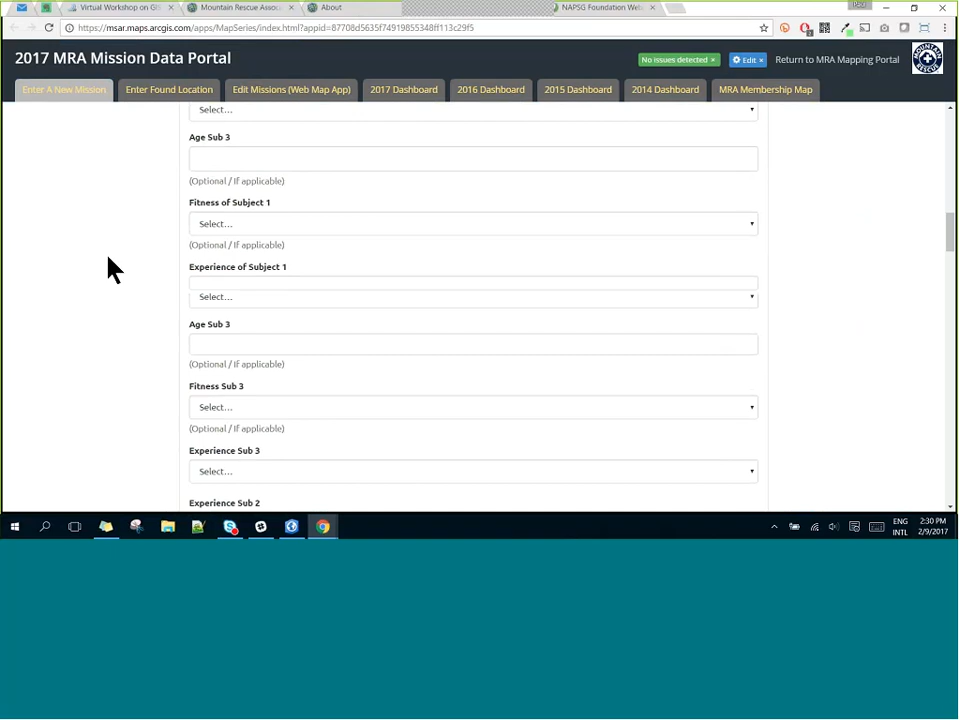 Virtual Workshop on GIS
Mountain Rescue Assoc
About
NAPSG Foundation Web
https://msar.maps.arcgis.com/apps/MapSeries/index.html?appid=87708d5635f74919855348ff113c29f5
2017 MRA Mission Data Portal
No issues detected ×
Edit ×
Return to MRA Mapping Portal
MOUNTAIN RESCUE
Enter A New Mission
Enter Found Location
Edit Missions (Web Map App)
2017 Dashboard
2016 Dashboard
2015 Dashboard
2014 Dashboard
MRA Membership Map
Select...
Age Sub 3
(Optional / If applicable)
Fitness of Subject 1
Select...
(Optional / If applicable)
Experience of Subject 1
Select...
Age Sub 3
(Optional / If applicable)
Fitness Sub 3
Select...
(Optional / If applicable)
Experience Sub 3
Select...
Experience Sub 2
ENG
INTL
2:30 PM
2/9/2017